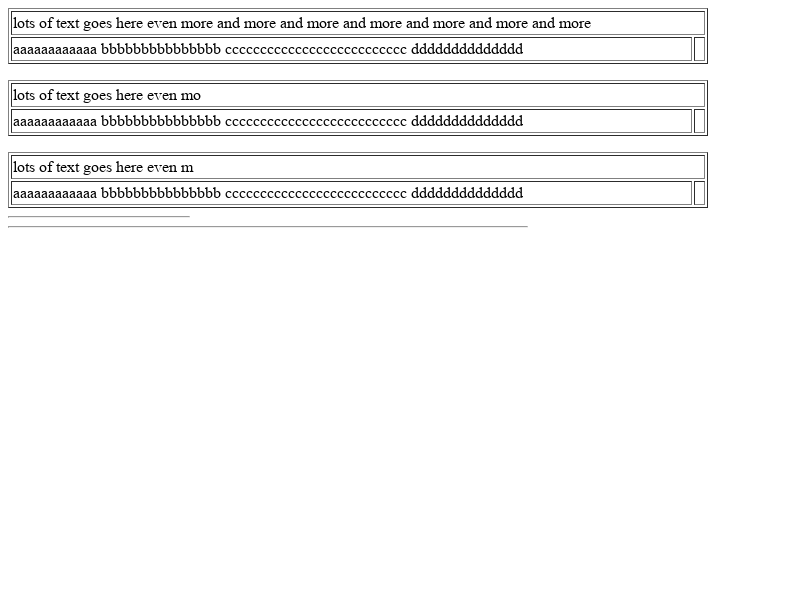 lots of text goes here even more and more and more and more and more and more and more
aaaaaaaaaaaa bbbbbbbbbbbbbbb cccccccccccccccccccccccccc dddddddddddddd
lots of text goes here even mo
aaaaaaaaaaaa bbbbbbbbbbbbbbb cccccccccccccccccccccccccc dddddddddddddd
lots of text goes here even m
aaaaaaaaaaaa bbbbbbbbbbbbbbb cccccccccccccccccccccccccc dddddddddddddd